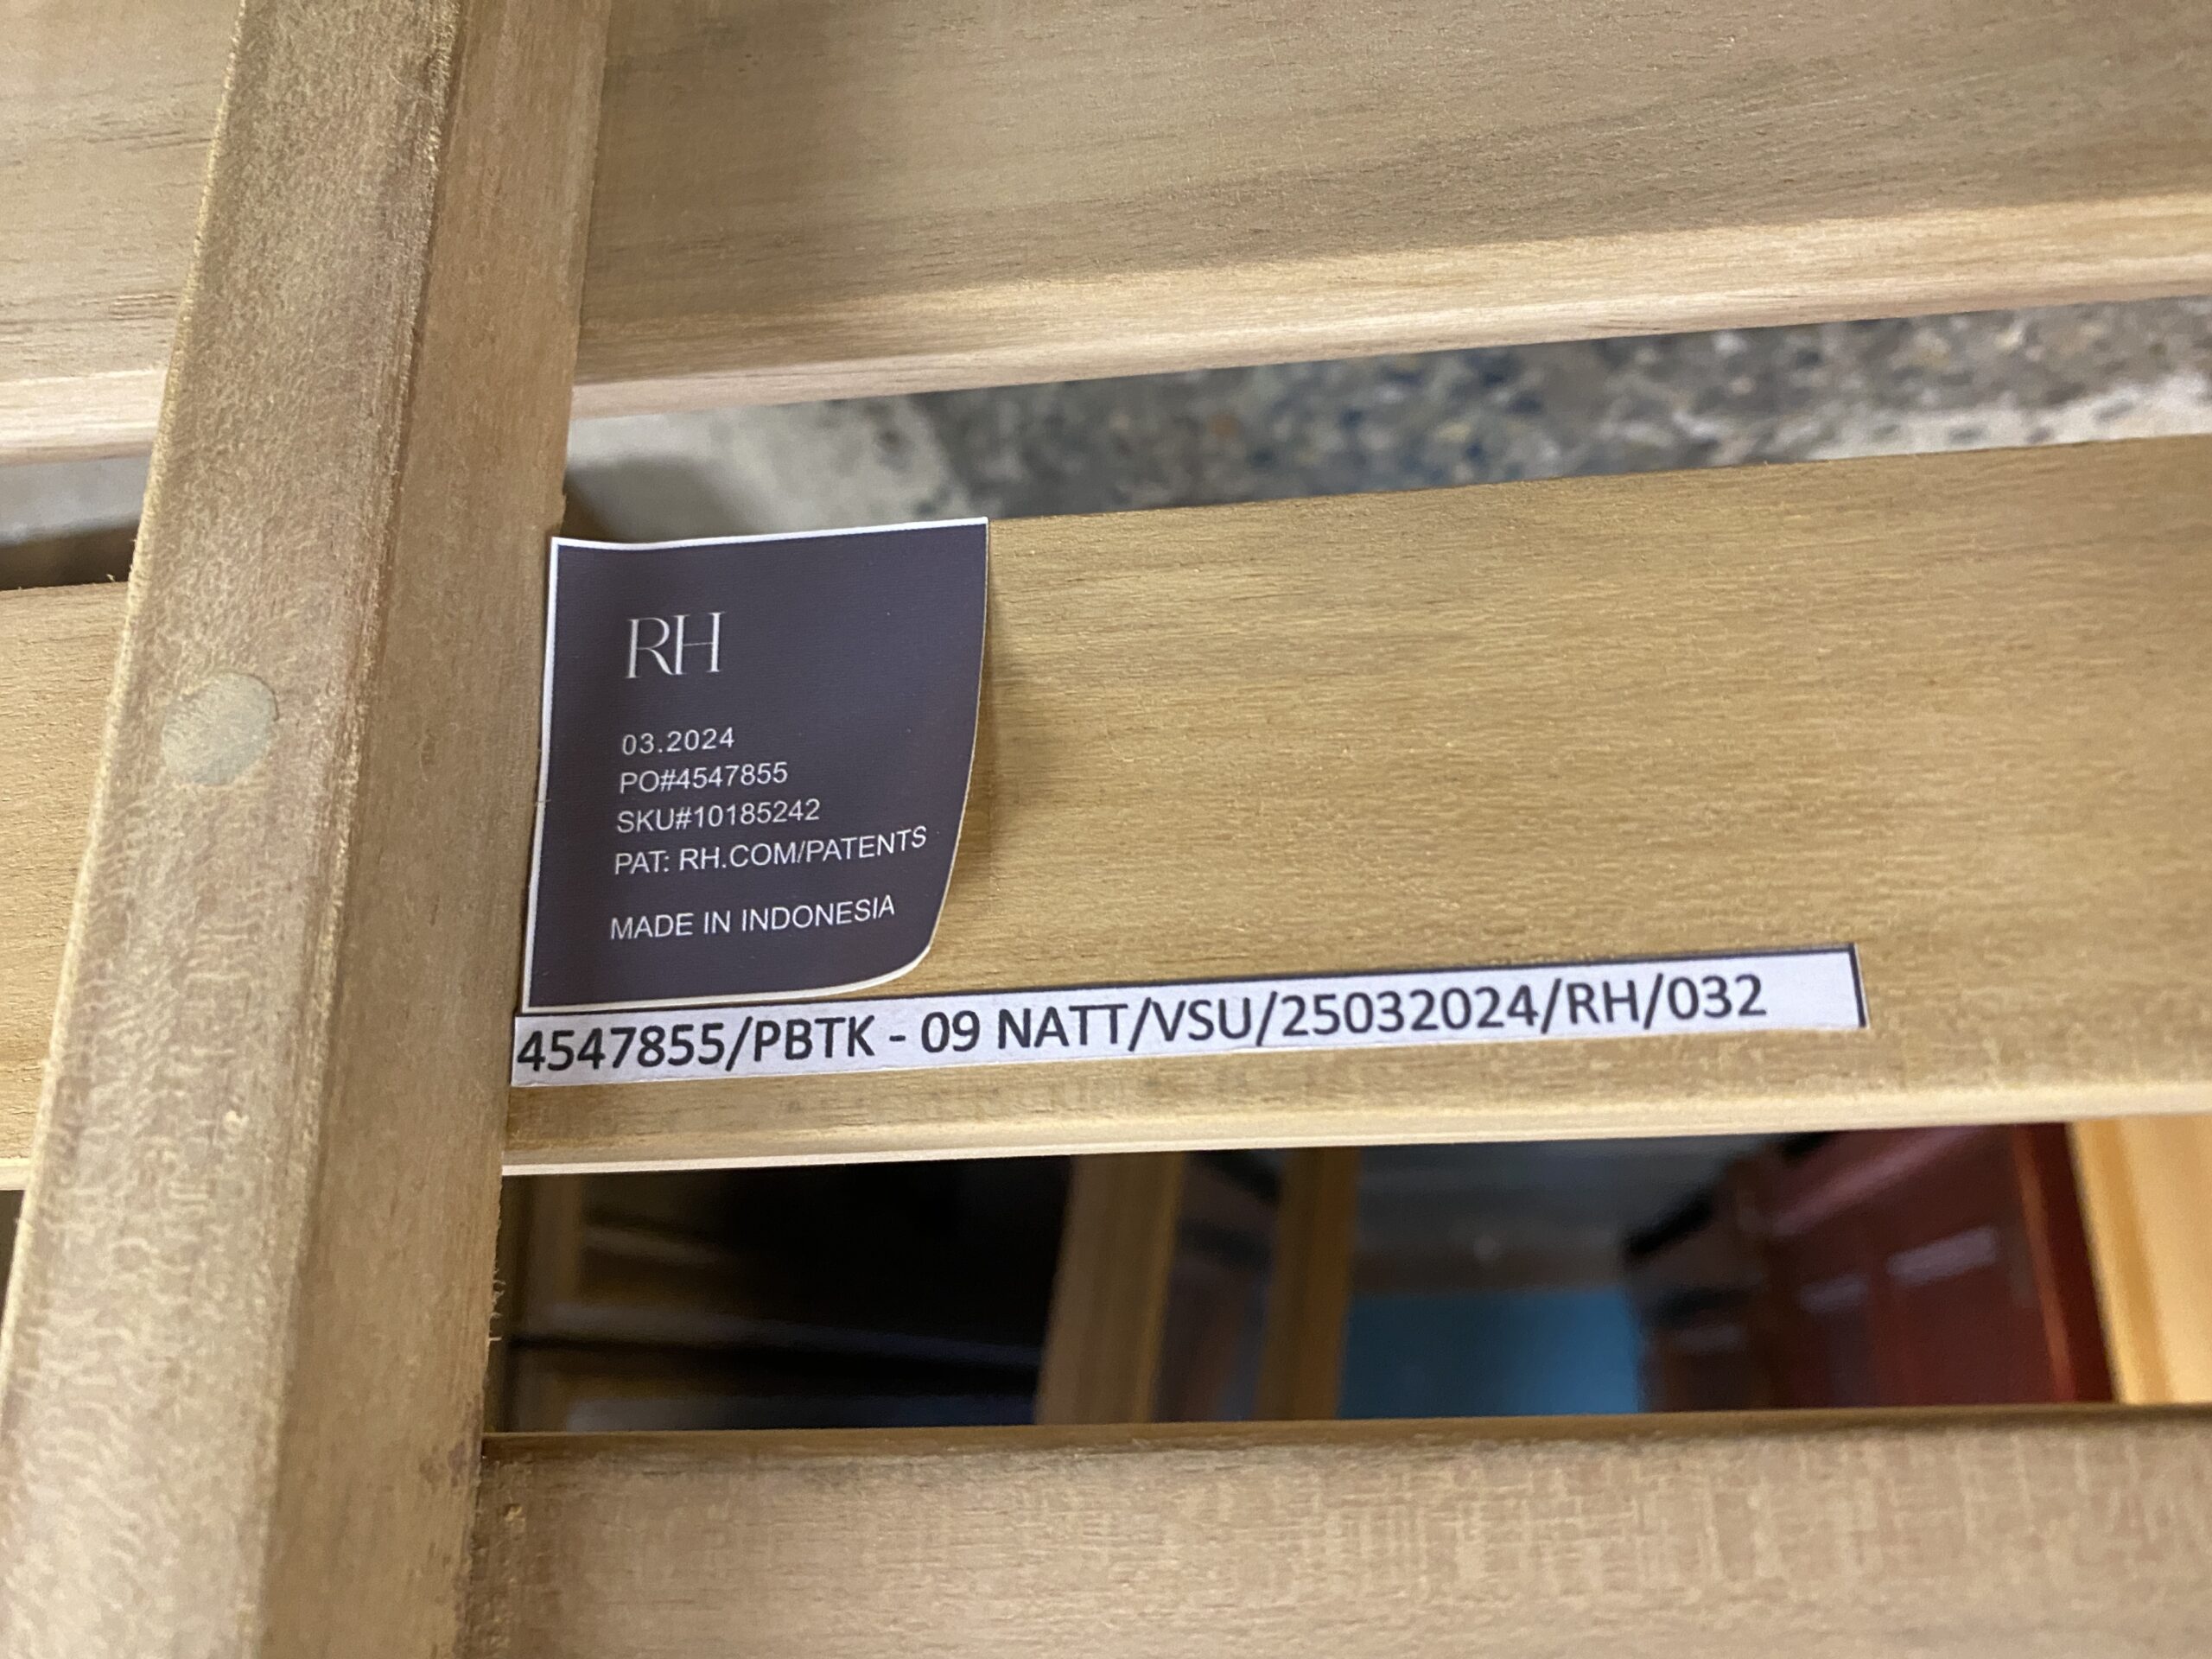 RH
03.2024
PO#4547855
SKU#10185242
PAT: RH.COM/PATENTS
MADE IN INDONESIA
4547855/PBTK - 09 NATT/VSU/25032024/RH/032